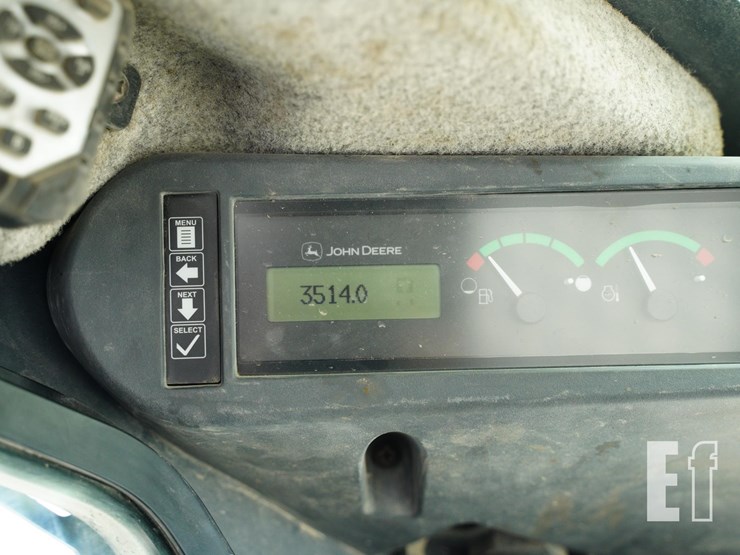 MENU
BACK
NEXT
SELECT
JOHN DEERE
3514.0
Ef